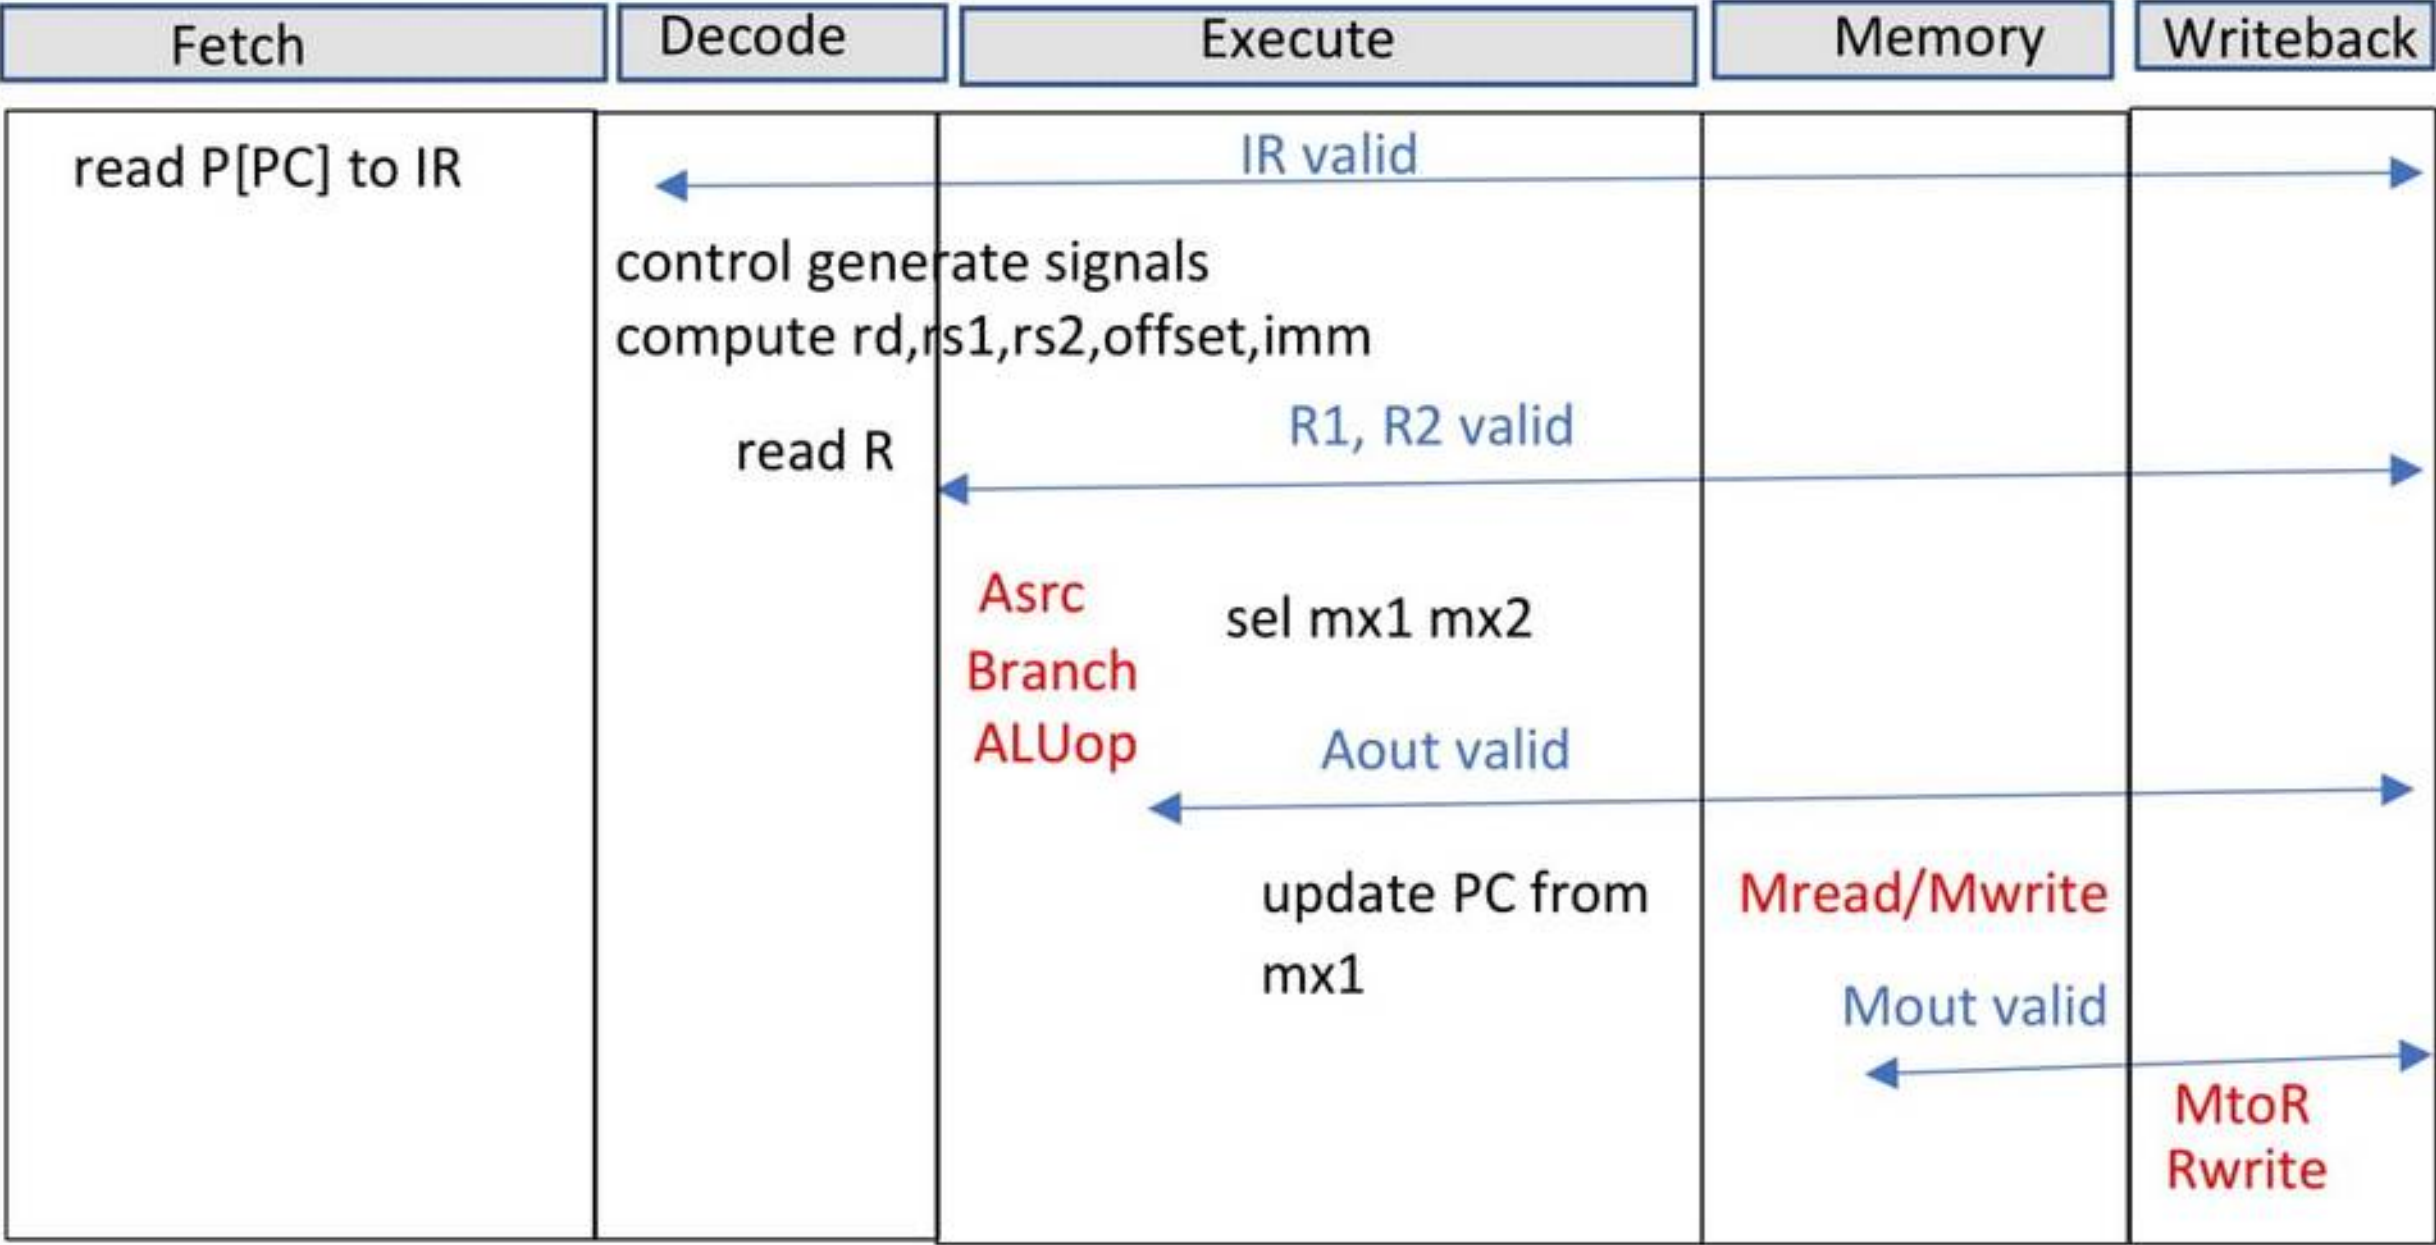 Fetch
Decode
Execute
Memory
Writeback
read P[PC] to IR
IR valid
control generate signals
compute rd,rs1,rs2,offset,imm
read R
R1, R2 valid
Asrc
Branch
ALUop
sel mx1 mx2
Aout valid
update PC from
mx1
Mread/Mwrite
Mout valid
MtoR
Rwrite